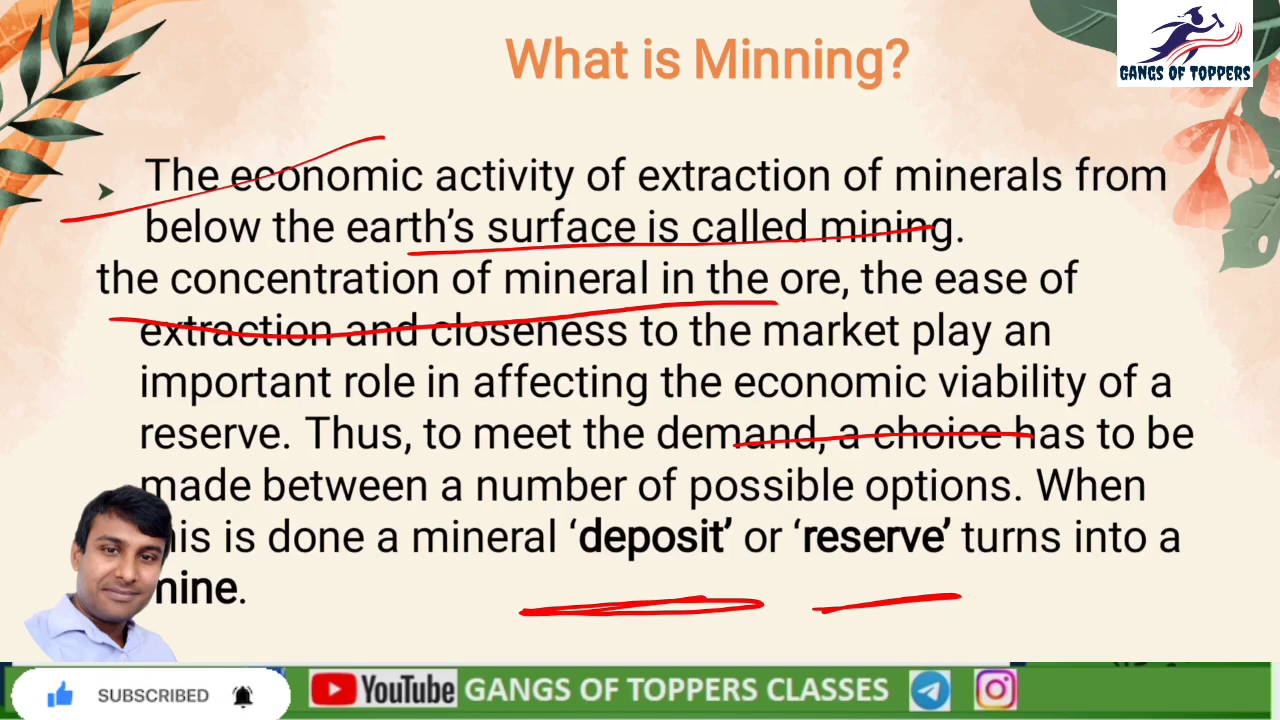 What is Minning?
GANGS OF TOPPERS
➤ The economic activity of extraction of minerals from
below the earth’s surface is called mining.
the concentration of mineral in the ore, the ease of
extraction and closeness to the market play an
important role in affecting the economic viability of a
reserve. Thus, to meet the demand, a choice has to be
made between a number of possible options. When
his is done a mineral ‘deposit’ or ‘reserve’ turns into a
mine.
SUBSCRIBED YouTube GANGS OF TOPPERS CLASSES